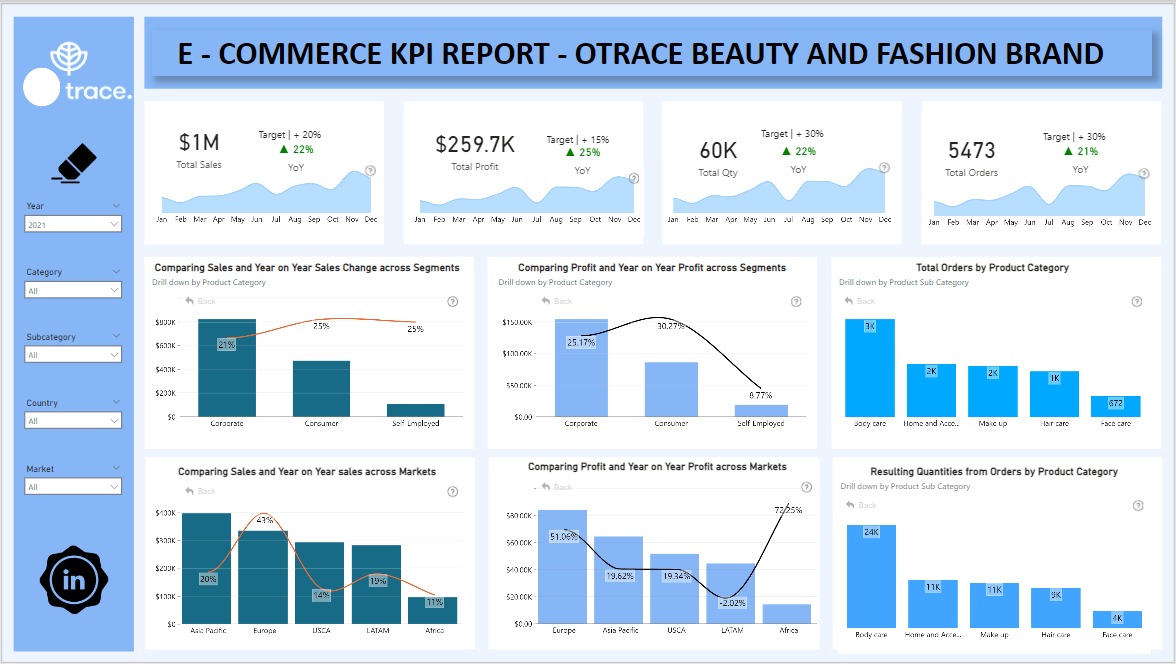 E - COMMERCE KPI REPORT - OTRACE BEAUTY AND FASHION BRAND
trace.
Year
2021
Category
All
Subcategory
All
Country
All
Market
All
in
$1M
Total Sales
Target | + 20%
▲ 22%
YoY
?
Jan Feb Mar Apr May Jun Jul Aug Sep Oct Nov Dec
$259.7K
Total Profit
Target | + 15%
▲ 25%
YoY
?
Jan Feb Mar Apr May Jun Jul Aug Sep Oct Nov Dec
60K
Total Qty
Target | + 30%
▲ 22%
YoY
?
Jan Feb Mar Apr May Jun Jul Aug Sep Oct Nov Dec
5473
Total Orders
Target | + 30%
▲ 21%
YoY
?
Jan Feb Mar Apr May Jun Jul Aug Sep Oct Nov Dec
Comparing Sales and Year on Year Sales Change across Segments
Drill down by Product Category
Back
?
$800K
$600K
$400K
$200K
$0
21%
25%
25%
Corporate Consumer Self Employed
Comparing Profit and Year on Year Profit across Segments
Drill down by Product Category
Back
?
$150.00K
$100.00K
$50.00K
$0.00
25.17%
30.27%
8.77%
Corporate Consumer Self Employed
Total Orders by Product Category
Drill down by Product Sub Category
Back
?
3K
2K
2K
1K
672
Body care Home and Acce... Make up Hair care Face care
Comparing Sales and Year on Year sales across Markets
Back
?
$400K
$300K
$200K
$100K
$0
20%
43%
14%
19%
11%
Asia Pacific Europe USCA LATAM Africa
Comparing Profit and Year on Year Profit across Markets
Back
?
$80.00K
$60.00K
$40.00K
$20.00K
$0.00
51.06%
19.62%
19.34%
-2.02%
72.25%
Europe Asia Pacific USCA LATAM Africa
Resulting Quantities from Orders by Product Category
Drill down by Product Sub Category
Back
?
24K
11K
11K
9K
4K
Body care Home and Acce... Make up Hair care Face care